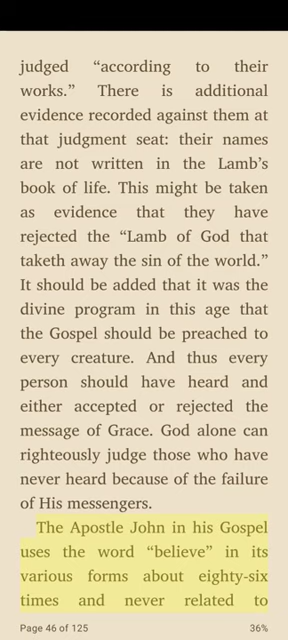 judged “according to their
works.” There is additional
evidence recorded against them at
that judgment seat: their names
are not written in the Lamb’s
book of life. This might be taken
as evidence that they have
rejected the “Lamb of God that
taketh away the sin of the world.”
It should be added that it was the
divine program in this age that
the Gospel should be preached to
every creature. And thus every
person should have heard and
either accepted or rejected the
message of Grace. God alone can
righteously judge those who have
never heard because of the failure
of His messengers.
The Apostle John in his Gospel
uses the word “believe” in its
various forms about eighty-six
times and never related to
Page 46 of 125 36%